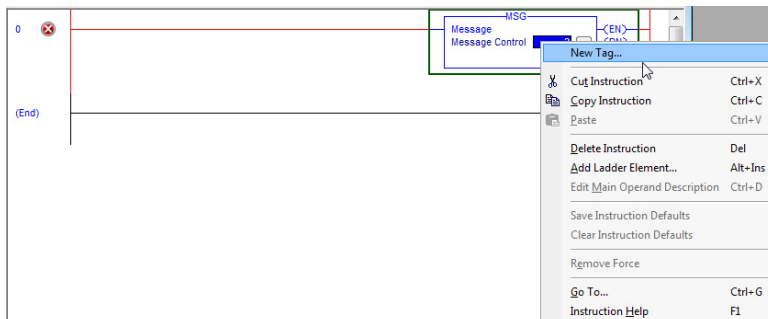 0
MSG
Message
Message Control ?
(EN)
(DN)
(End)
New Tag...
Cut Instruction Ctrl+X
Copy Instruction Ctrl+C
Paste Ctrl+V
Delete Instruction Del
Add Ladder Element... Alt+Ins
Edit Main Operand Description Ctrl+D
Save Instruction Defaults
Clear Instruction Defaults
Remove Force
Go To... Ctrl+G
Instruction Help F1